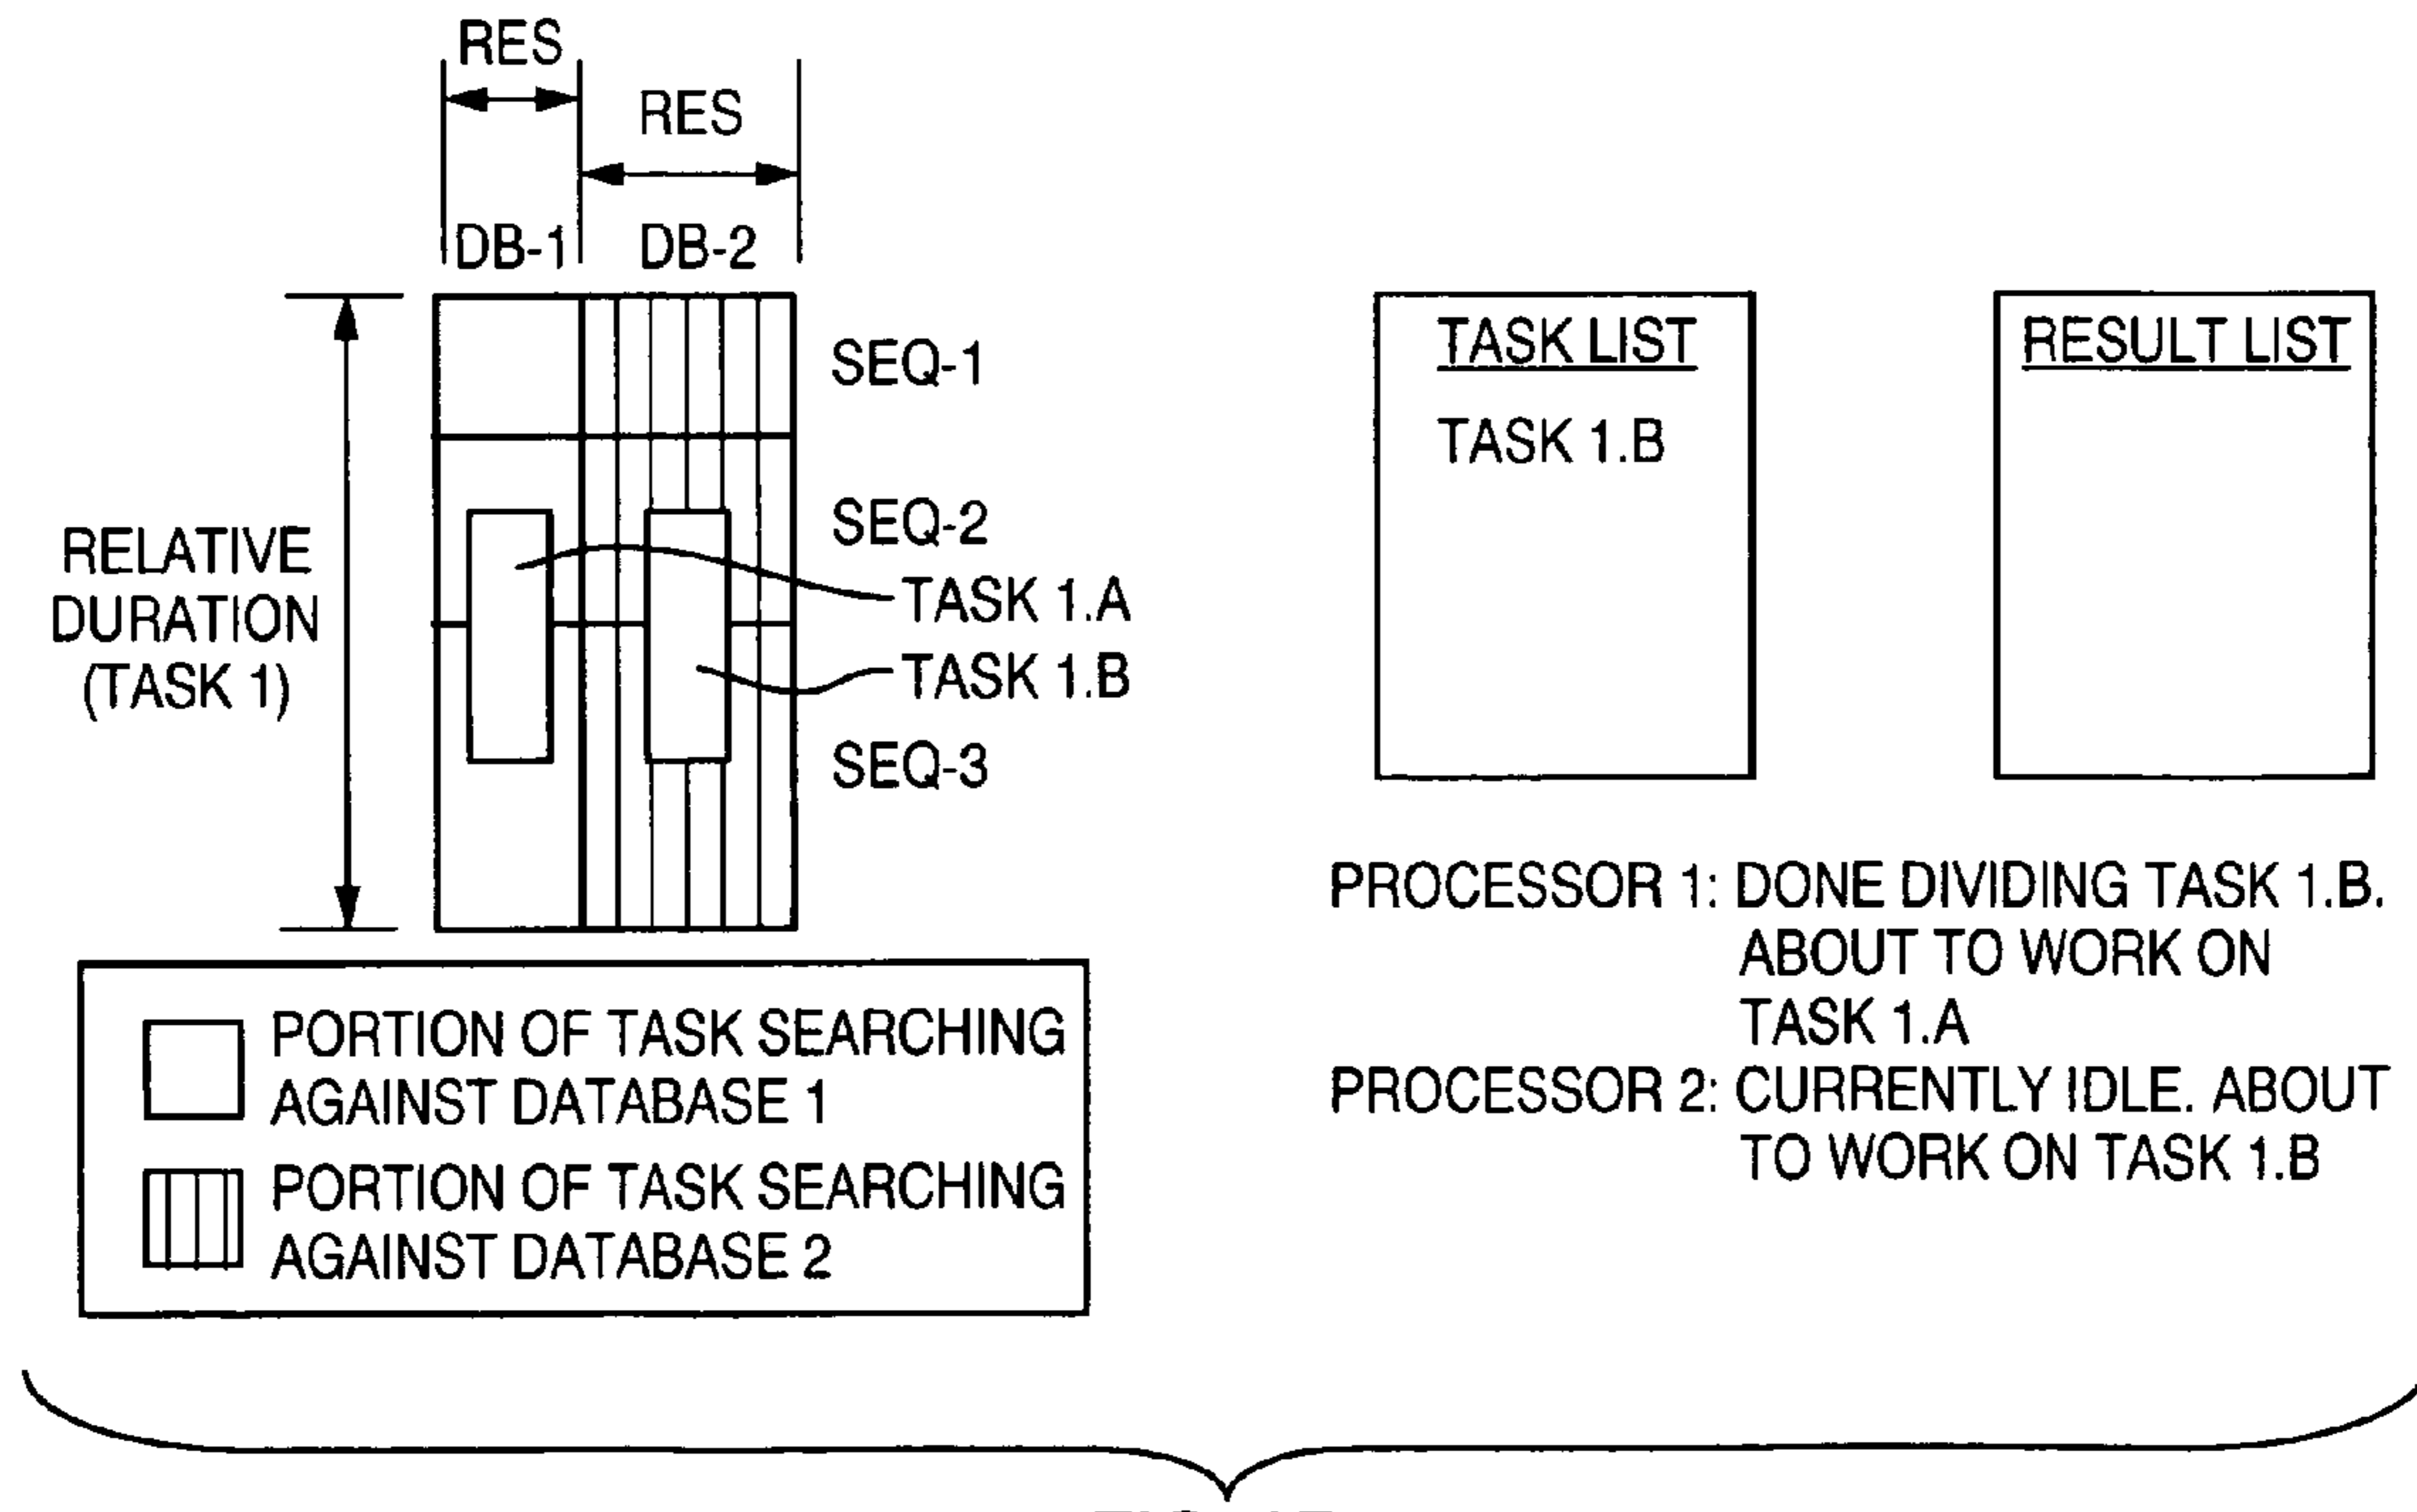 RES
RES
DB-1
DB-2
SEQ-1
SEQ-2
TASK 1.A
TASK 1.B
SEQ-3
RELATIVE
DURATION
(TASK 1)
TASK LIST
TASK 1.B
RESULT LIST
PROCESSOR 1: DONE DIVIDING TASK 1.B.
ABOUT TO WORK ON
TASK 1.A
PROCESSOR 2: CURRENTLY IDLE. ABOUT
TO WORK ON TASK 1.B
PORTION OF TASK SEARCHING
AGAINST DATABASE 1
PORTION OF TASK SEARCHING
AGAINST DATABASE 2